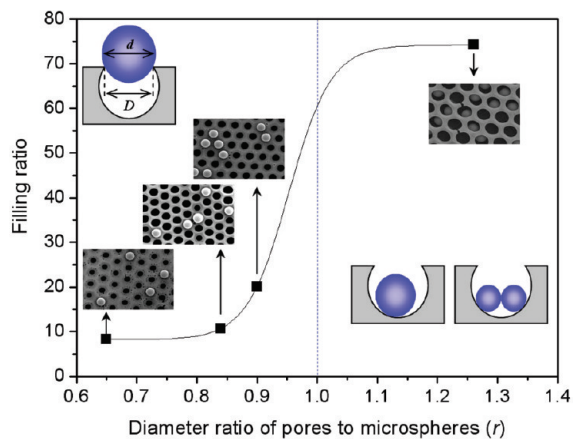 80
70
60
50
40
30
20
10
0
Filling ratio
d
D
0.6 0.7 0.8 0.9 1.0 1.1 1.2 1.3 1.4
Diameter ratio of pores to microspheres (r)